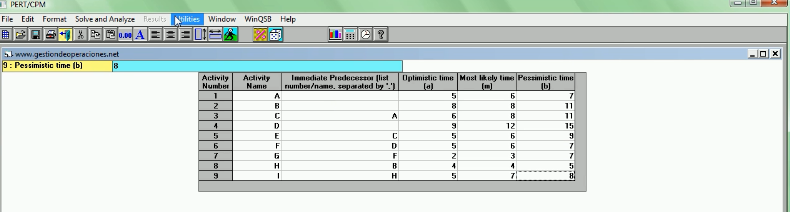 PERT/CPM
File Edit Format Solve and Analyze Results Utilities Window WinQSB Help
0.00 A
www.gestiondeoperaciones.net
9 : Pessimistic time (b) 8
Activity Number Activity Name Immediate Predecessor (list number/name, separated by ',') Optimistic time (a) Most likely time (m) Pessimistic time (b)
1 A 5 6 7
2 B 8 8 11
3 C A 6 8 11
4 D 9 12 15
5 E C 5 6 9
6 F D 5 6 7
7 G F 2 3 7
8 H B 4 4 5
9 I H 5 7 8